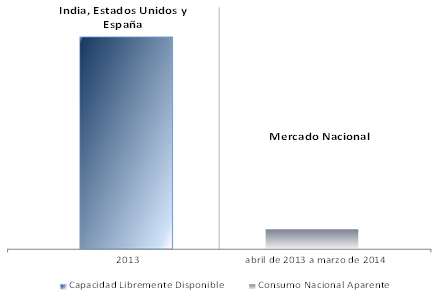 India, Estados Unidos y
España
Mercado Nacional
2013
abril de 2013 a marzo de 2014
Capacidad Libremente Disponible
Consumo Nacional Aparente